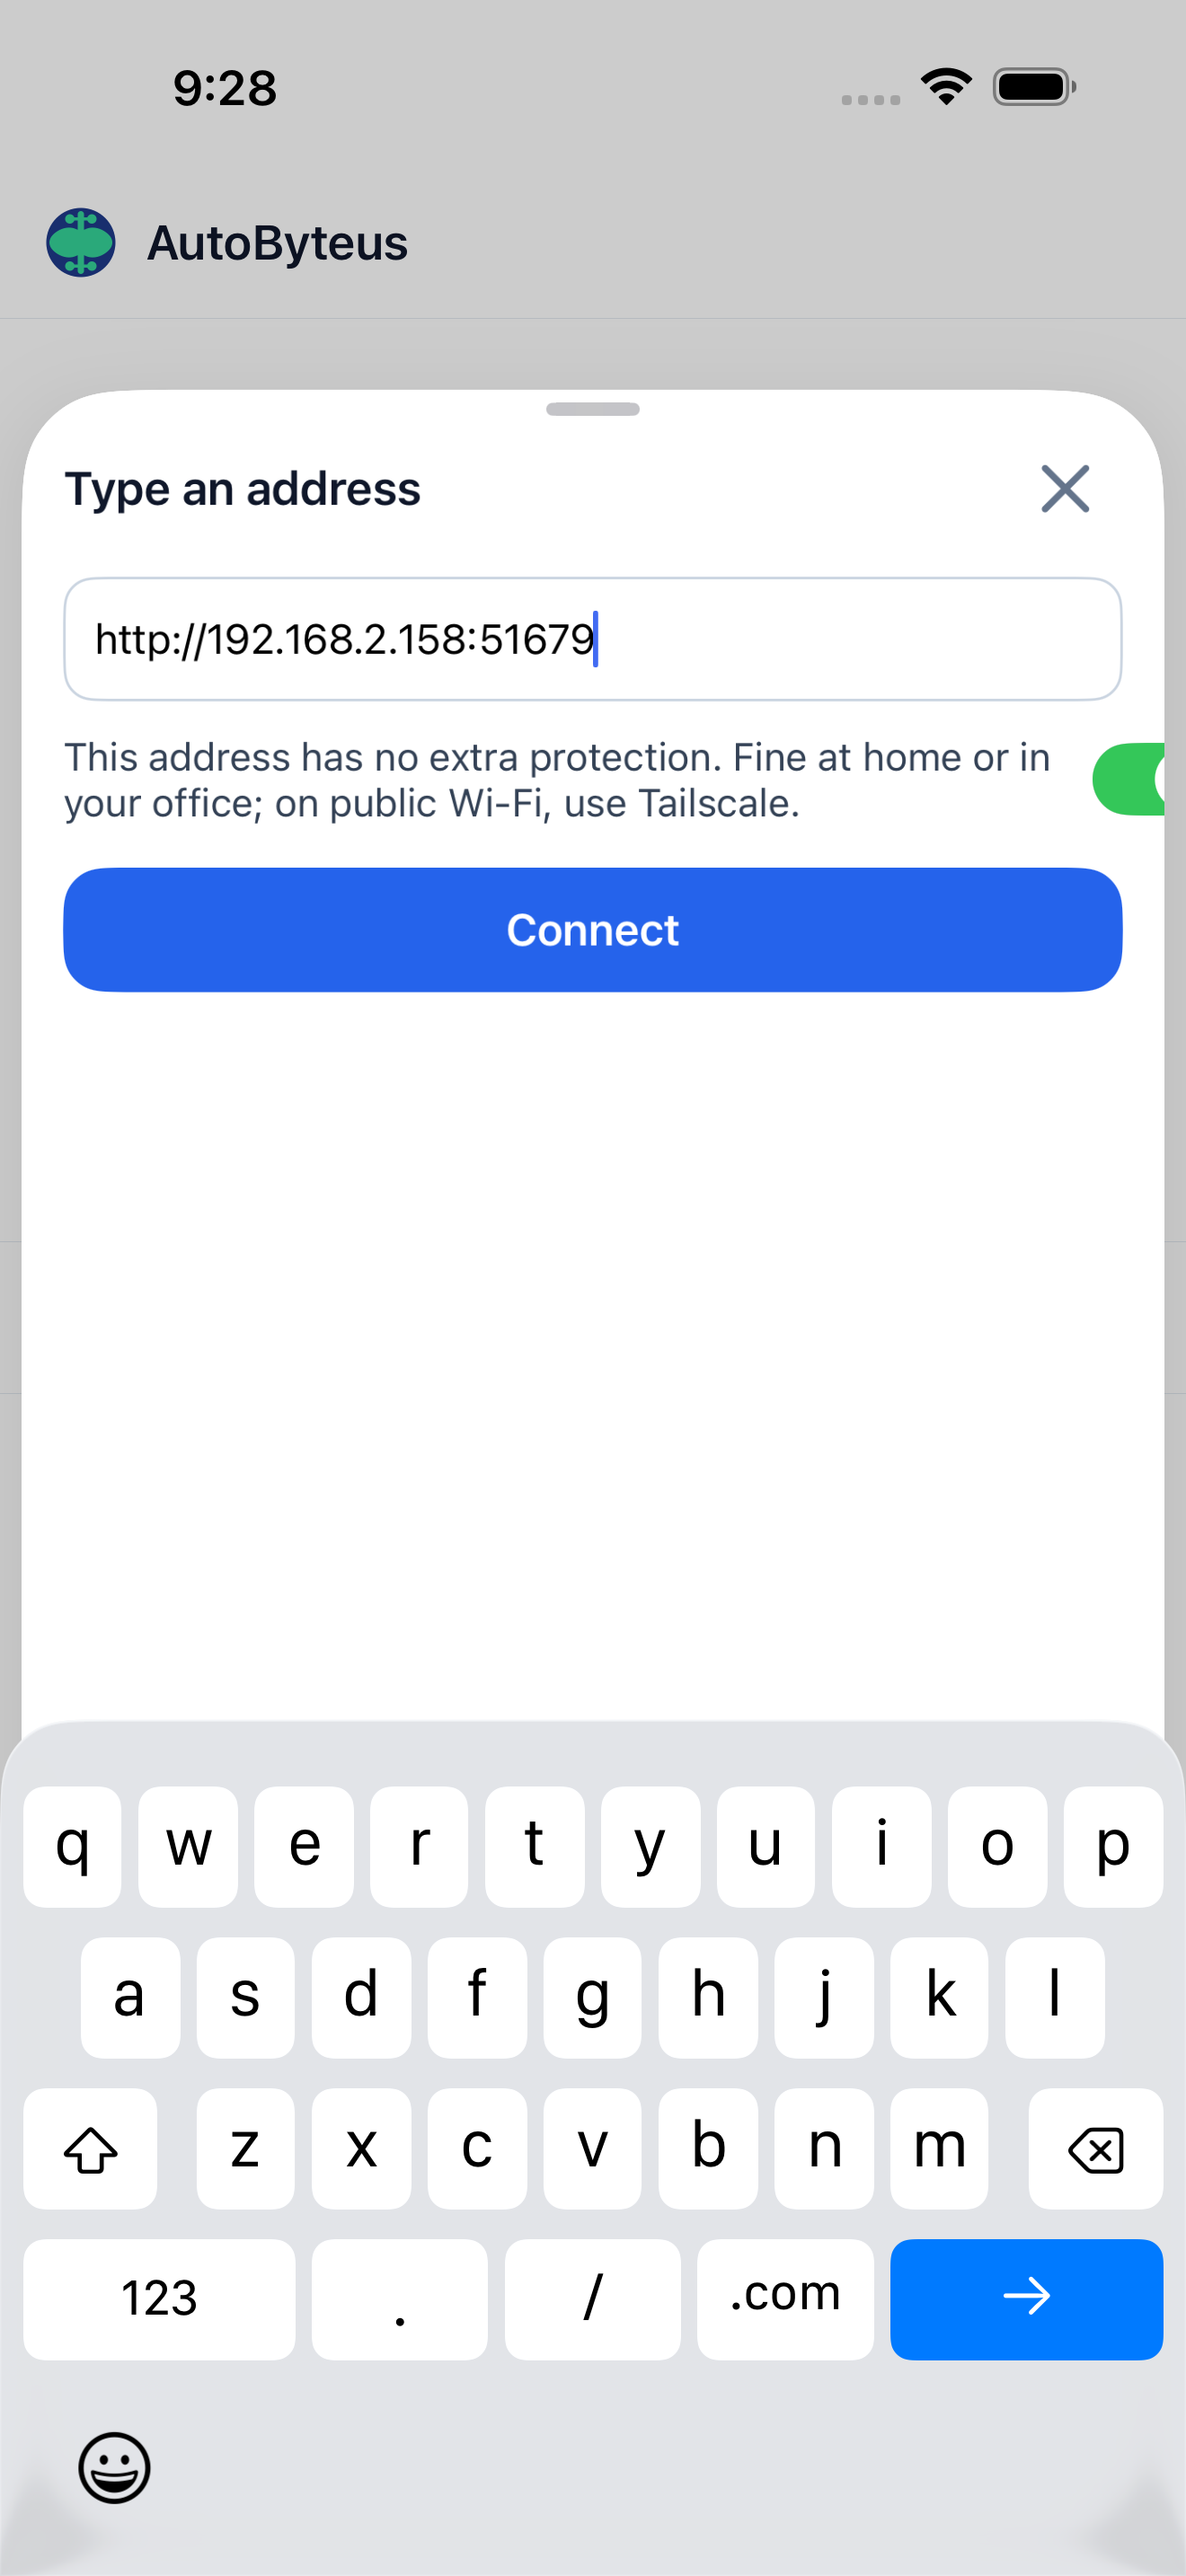 9:28
AutoByteus
Type an address
http://192.168.2.158:51679
This address has no extra protection. Fine at home or in
your office; on public Wi-Fi, use Tailscale.
Connect
q w e r t y u i o p
a s d f g h j k l
z x c v b n m
123 . / .com